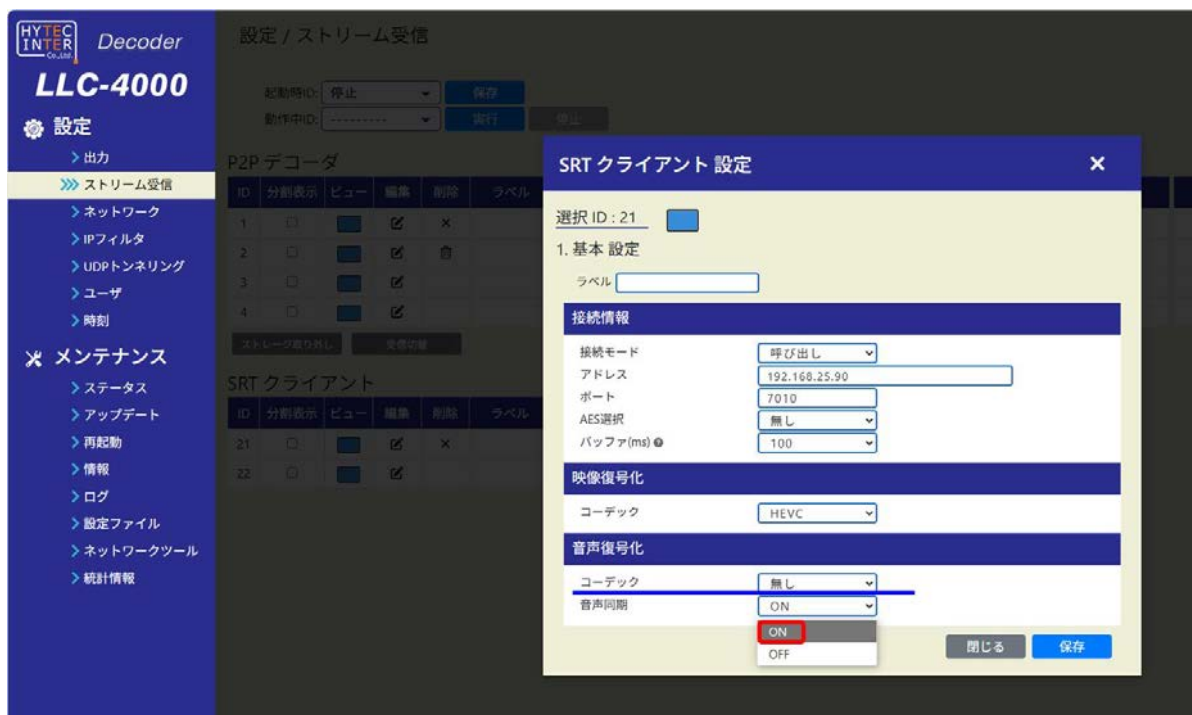 HYTEC
INTER
Co.,Ltd.
Decoder
LLC-4000
設定
出力
ストリーム受信
ネットワーク
IPフィルタ
UDPトンネリング
ユーザ
時刻
メンテナンス
ステータス
アップデート
再起動
情報
ログ
設定ファイル
ネットワークツール
統計情報
設定 / ストリーム受信
起動時ID: 停止 保存
動作中ID: --------- 実行 停止
P2P デコーダ
ID 分割表示 ビュー 編集 削除 ラベル
1
2
3
4
ストレージ取り外し 受信切替
SRT クライアント
ID 分割表示 ビュー 編集 削除 ラベル
21
22
SRT クライアント 設定
選択 ID : 21
1. 基本 設定
ラベル
接続情報
接続モード 呼び出し
アドレス 192.168.25.90
ポート 7010
AES選択 無し
バッファ(ms) 100
映像復号化
コーデック HEVC
音声復号化
コーデック 無し
音声同期 ON
ON
OFF
閉じる 保存